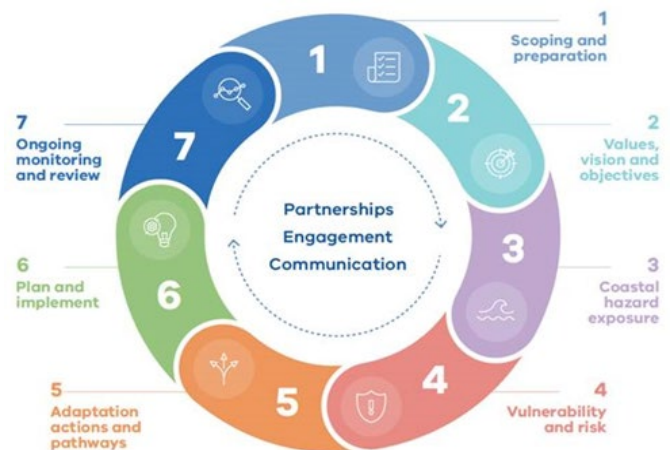 1
Scoping and
preparation
2
Values,
vision and
objectives
3
Coastal
hazard
exposure
4
Vulnerability
and risk
5
Adaptation
actions and
pathways
6
Plan and
implement
7
Ongoing
monitoring
and review
1
2
3
4
5
6
7
Partnerships
Engagement
Communication